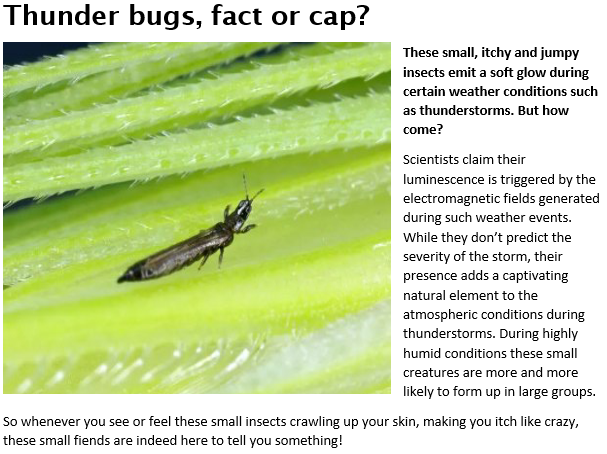 Thunder bugs, fact or cap?
These small, itchy and jumpy
insects emit a soft glow during
certain weather conditions such
as thunderstorms. But how
come?
Scientists claim their
luminescence is triggered by the
electromagnetic fields generated
during such weather events.
While they don’t predict the
severity of the storm, their
presence adds a captivating
natural element to the
atmospheric conditions during
thunderstorms. During highly
humid conditions these small
creatures are more and more
likely to form up in large groups.
So whenever you see or feel these small insects crawling up your skin, making you itch like crazy,
these small fiends are indeed here to tell you something!